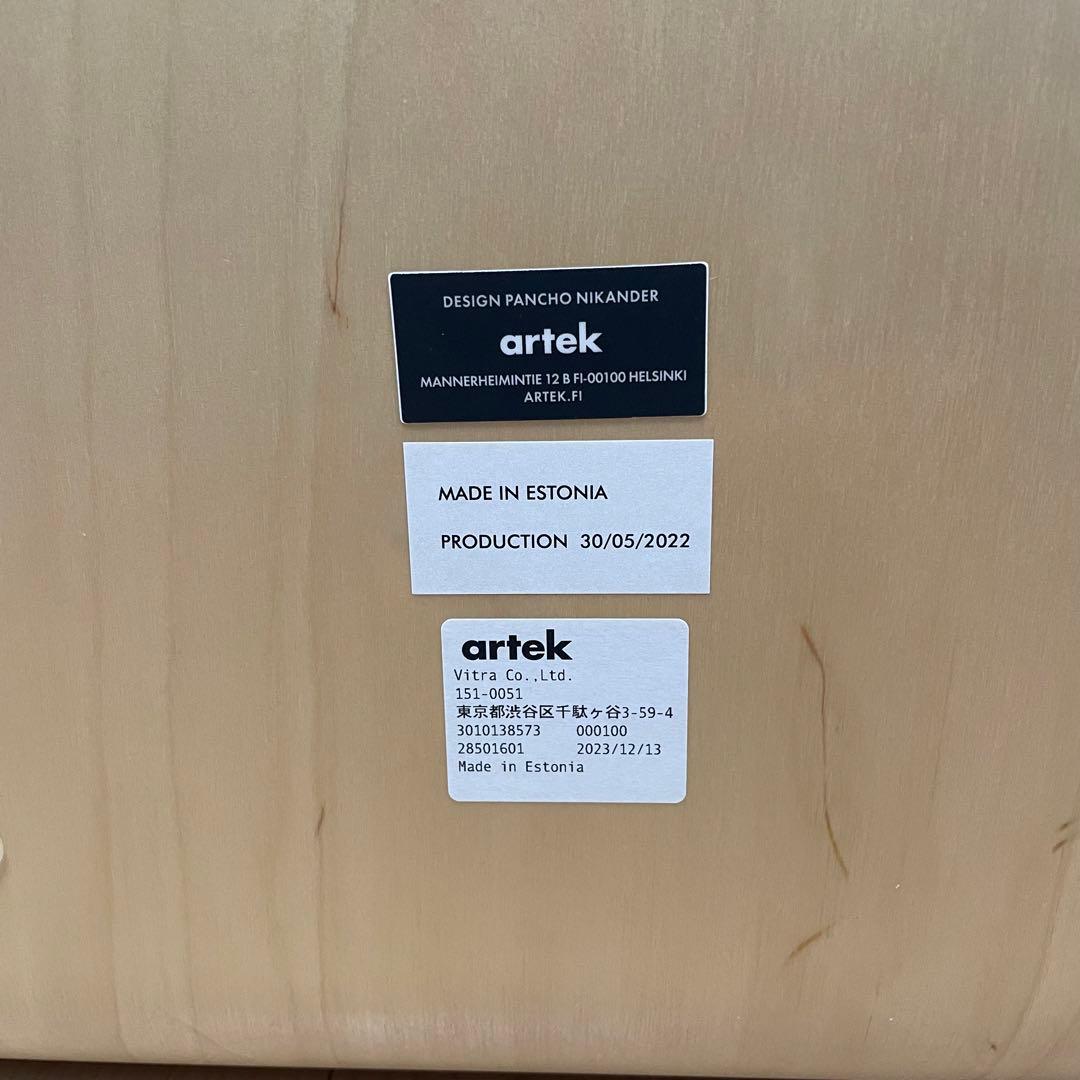 DESIGN PANCHO NIKANDER
artek
MANNERHEIMINTIE 12 B FI-00100 HELSINKI
ARTEK.FI
MADE IN ESTONIA
PRODUCTION 30/05/2022
artek
Vitra Co.,Ltd.
151-0051
東京都渋谷区千駄ヶ谷3-59-4
3010138573 000100
28501601 2023/12/13
Made in Estonia